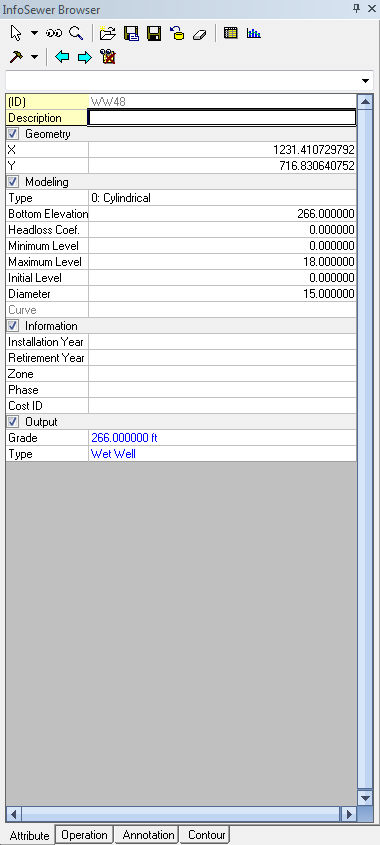 InfoSewer Browser
(ID) WW48
Description
Geometry
X 1231.410729792
Y 716.830640752
Modeling
Type 0: Cylindrical
Bottom Elevation 266.000000
Headloss Coef. 0.000000
Minimum Level 0.000000
Maximum Level 18.000000
Initial Level 0.000000
Diameter 15.000000
Curve
Information
Installation Year
Retirement Year
Zone
Phase
Cost ID
Output
Grade 266.000000 ft
Type Wet Well
Attribute Operation Annotation Contour